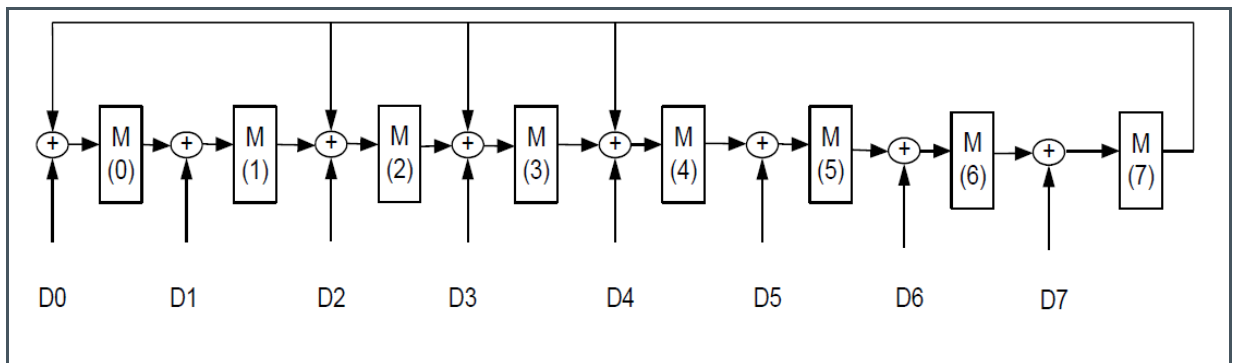 + M (0) + M (1) + M (2) + M (3) + M (4) + M (5) + M (6) + M (7)
D0 D1 D2 D3 D4 D5 D6 D7